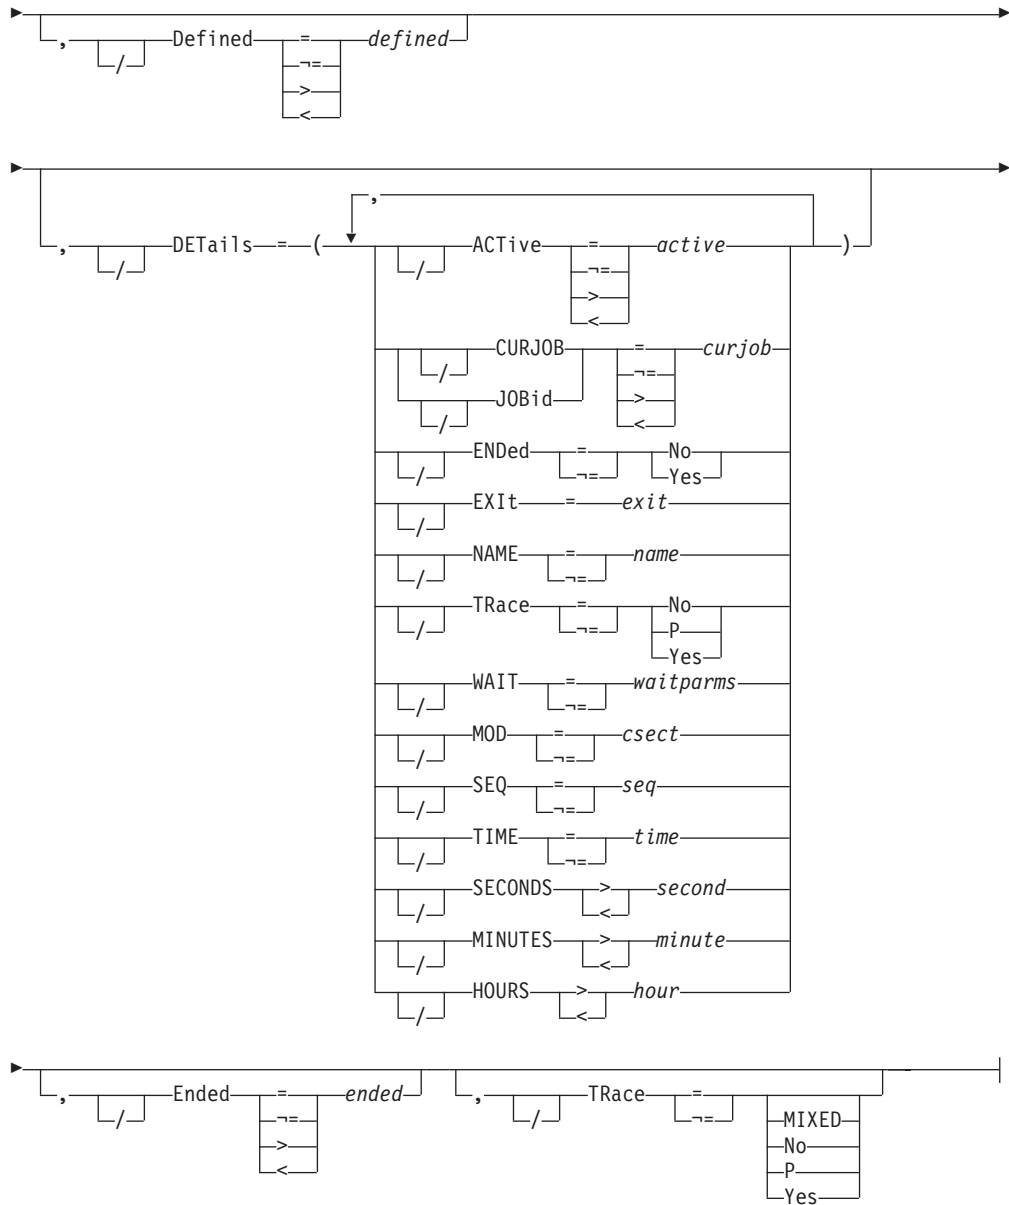 , / Defined = defined
¬=
>
<
,
, / DETails = ( / ACTive = active )
¬=
>
<
/ CURJOB = curjob
¬=
/ JOBid >
<
/ ENDed = No
¬= Yes
/ EXIt = exit
/ NAME = name
¬=
/ TRace = No
¬= P
Yes
/ WAIT = waitparms
¬=
/ MOD = csect
¬=
/ SEQ = seq
¬=
/ TIME = time
¬=
/ SECONDS > second
<
/ MINUTES > minute
<
/ HOURS > hour
<
, / Ended = ended , / TRace =
¬= ¬= MIXED
> No
< P
Yes